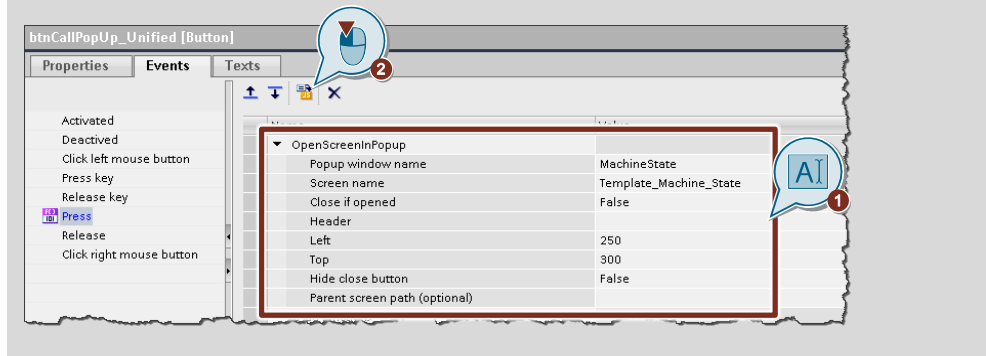 btnCallPopUp_Unified [Button]
Properties Events Texts
2
Name Value
Activated
Deactived
Click left mouse button
Press key
Release key
Press
Release
Click right mouse button
OpenScreenInPopup
Popup window name MachineState
Screen name Template_Machine_State
Close if opened False
Header
Left 250
Top 300
Hide close button False
Parent screen path (optional)
A
1